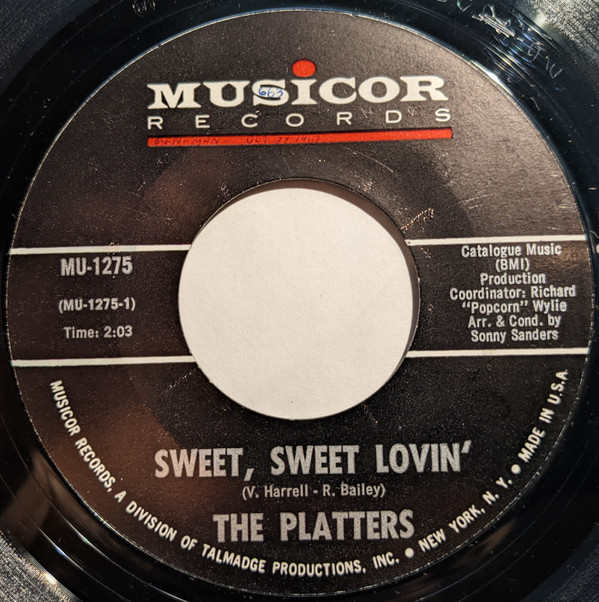 MUSICOR
RECORDS
MU-1275
(MU-1275-1)
Time: 2:03
Catalogue Music
(BMI)
Production
Coordinator: Richard
"Popcorn" Wylie
Arr. & Cond. by
Sonny Sanders
SWEET, SWEET LOVIN'
(V. Harrell - R. Bailey)
THE PLATTERS
MUSICOR RECORDS, A DIVISION OF TALMADGE PRODUCTIONS, INC. • NEW YORK, N. Y. • MADE IN U.S.A.